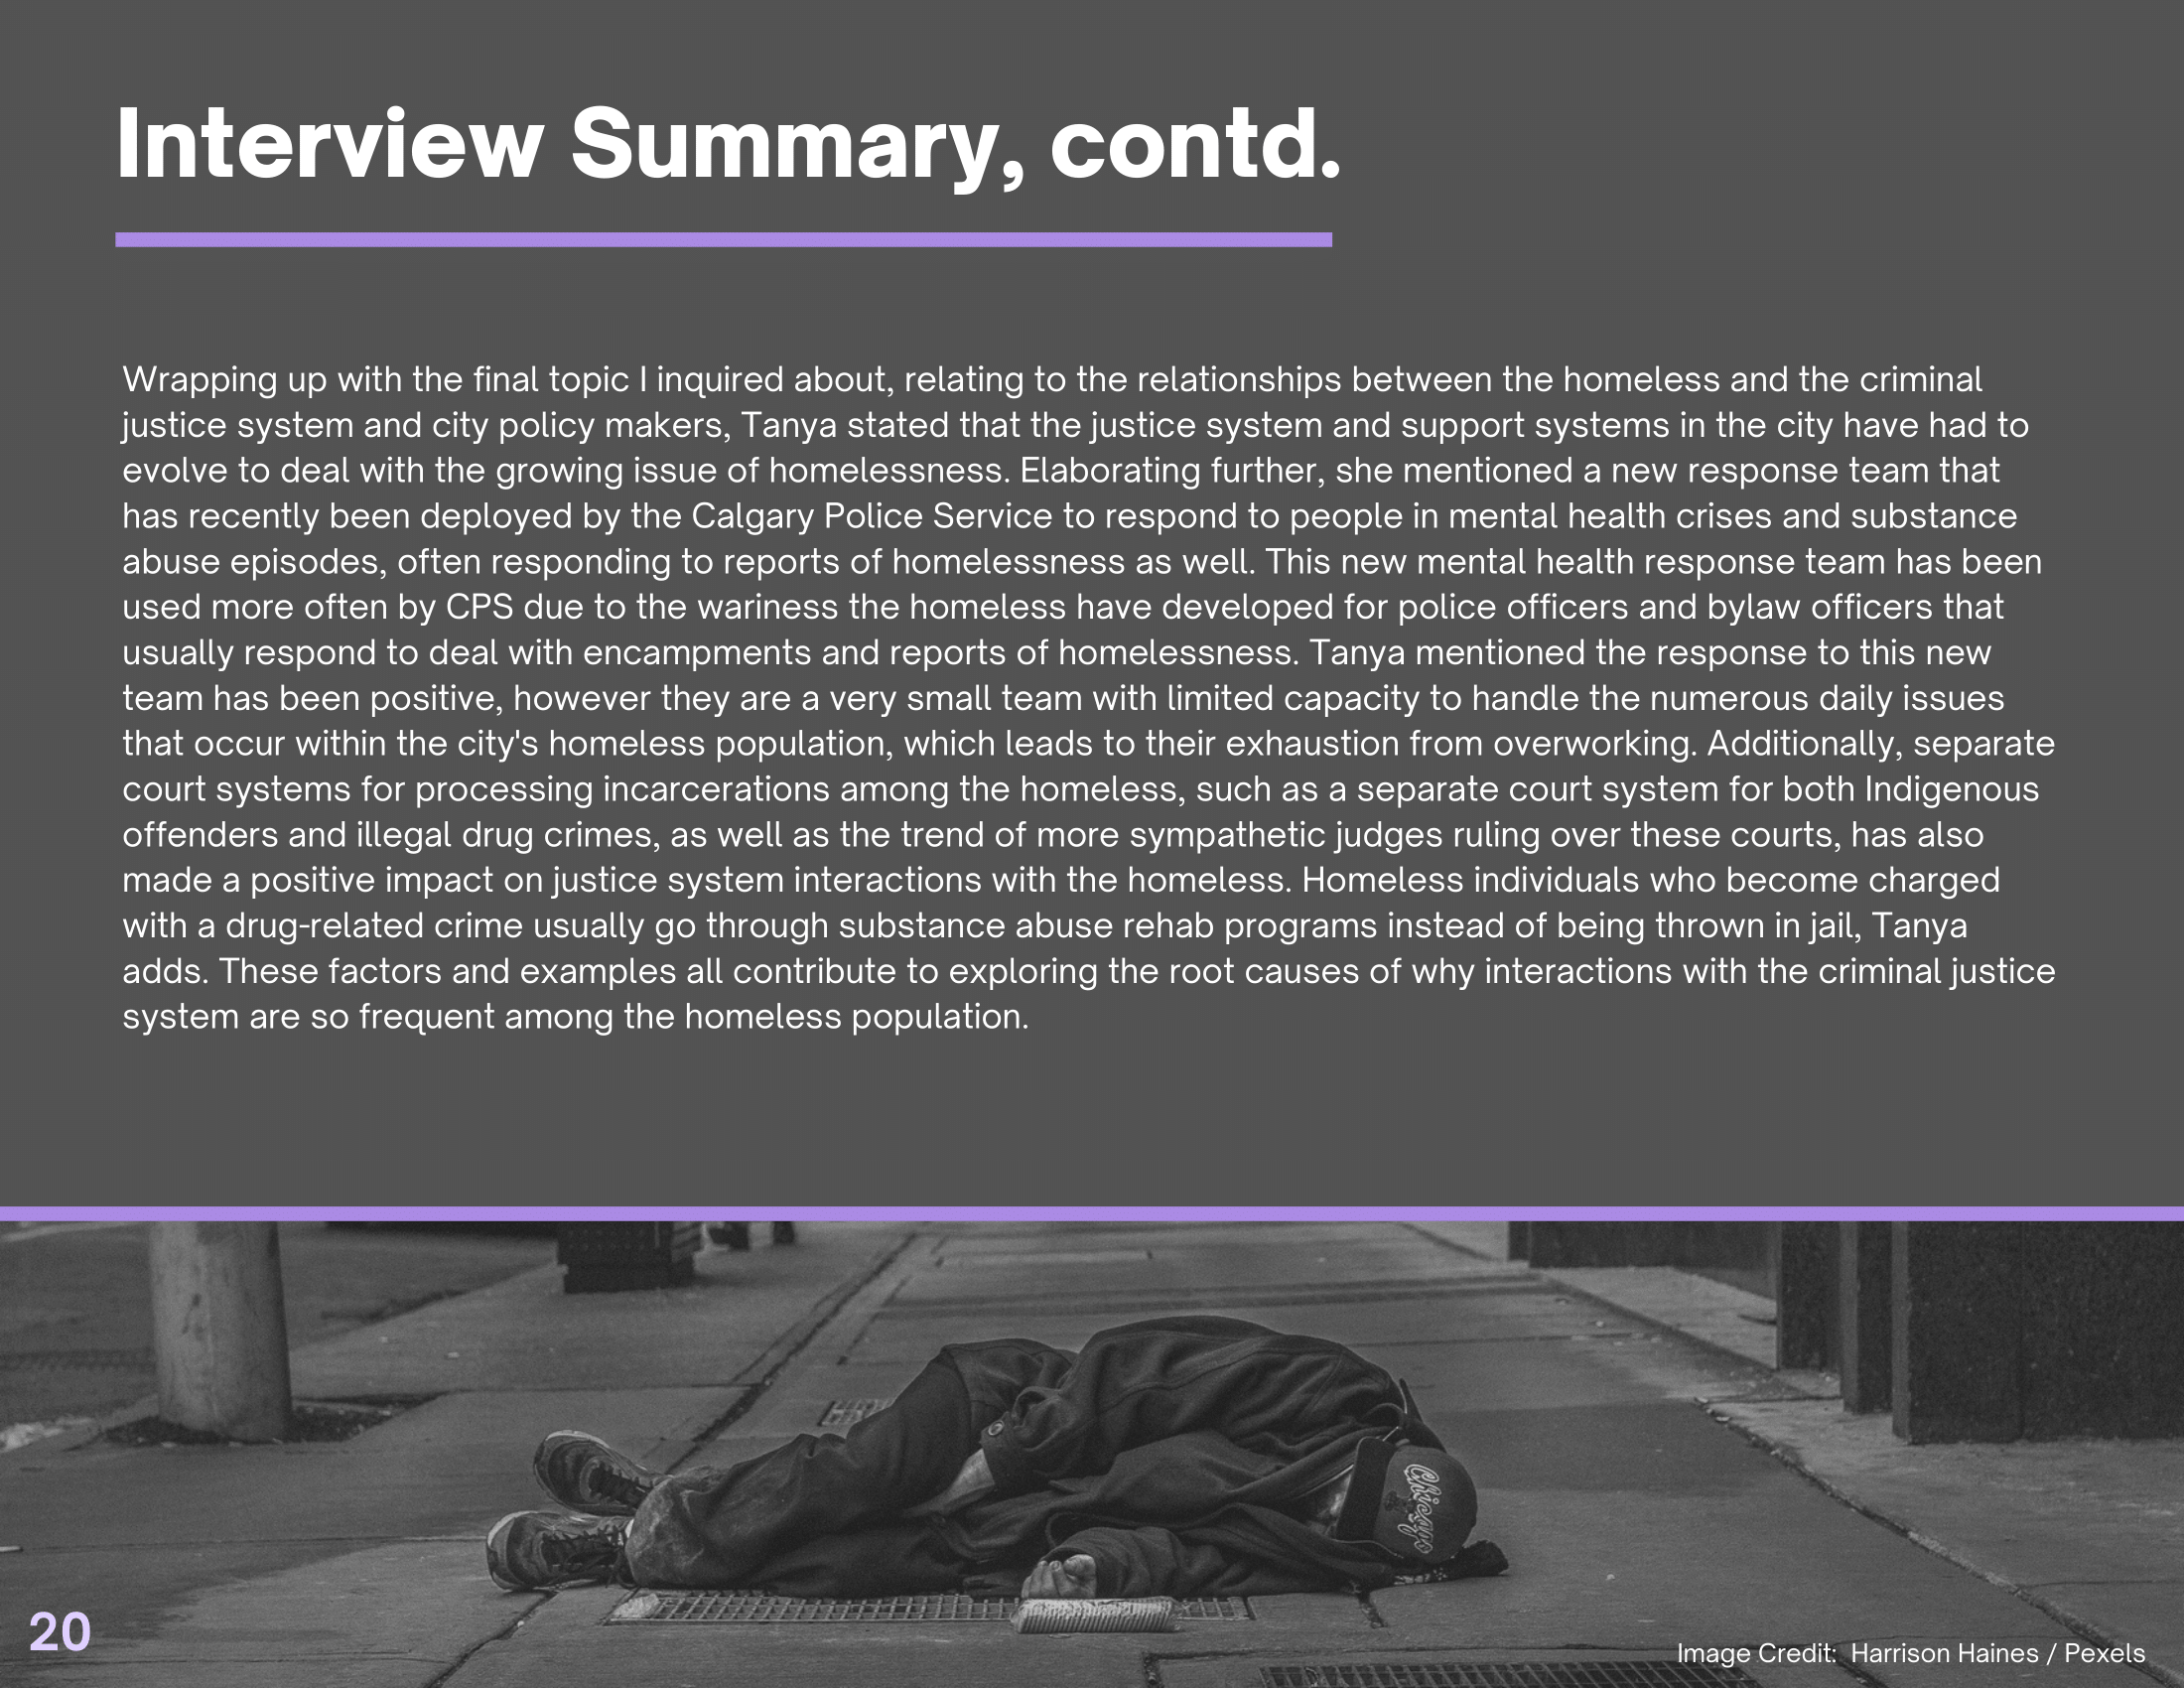 Interview Summary, contd.
Wrapping up with the final topic I inquired about, relating to the relationships between the homeless and the criminal
justice system and city policy makers, Tanya stated that the justice system and support systems in the city have had to
evolve to deal with the growing issue of homelessness. Elaborating further, she mentioned a new response team that
has recently been deployed by the Calgary Police Service to respond to people in mental health crises and substance
abuse episodes, often responding to reports of homelessness as well. This new mental health response team has been
used more often by CPS due to the wariness the homeless have developed for police officers and bylaw officers that
usually respond to deal with encampments and reports of homelessness. Tanya mentioned the response to this new
team has been positive, however they are a very small team with limited capacity to handle the numerous daily issues
that occur within the city's homeless population, which leads to their exhaustion from overworking. Additionally, separate
court systems for processing incarcerations among the homeless, such as a separate court system for both Indigenous
offenders and illegal drug crimes, as well as the trend of more sympathetic judges ruling over these courts, has also
made a positive impact on justice system interactions with the homeless. Homeless individuals who become charged
with a drug-related crime usually go through substance abuse rehab programs instead of being thrown in jail, Tanya
adds. These factors and examples all contribute to exploring the root causes of why interactions with the criminal justice
system are so frequent among the homeless population.
Chicago
20
Image Credit: Harrison Haines / Pexels